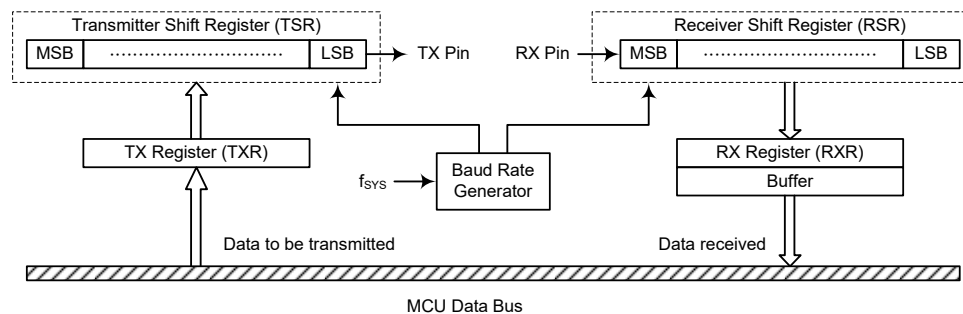 Transmitter Shift Register (TSR)
Receiver Shift Register (RSR)
MSB ................................ LSB
TX Pin
RX Pin
MSB ................................ LSB
TX Register (TXR)
Baud Rate
Generator
fSYS
RX Register (RXR)
Buffer
Data to be transmitted
Data received
MCU Data Bus